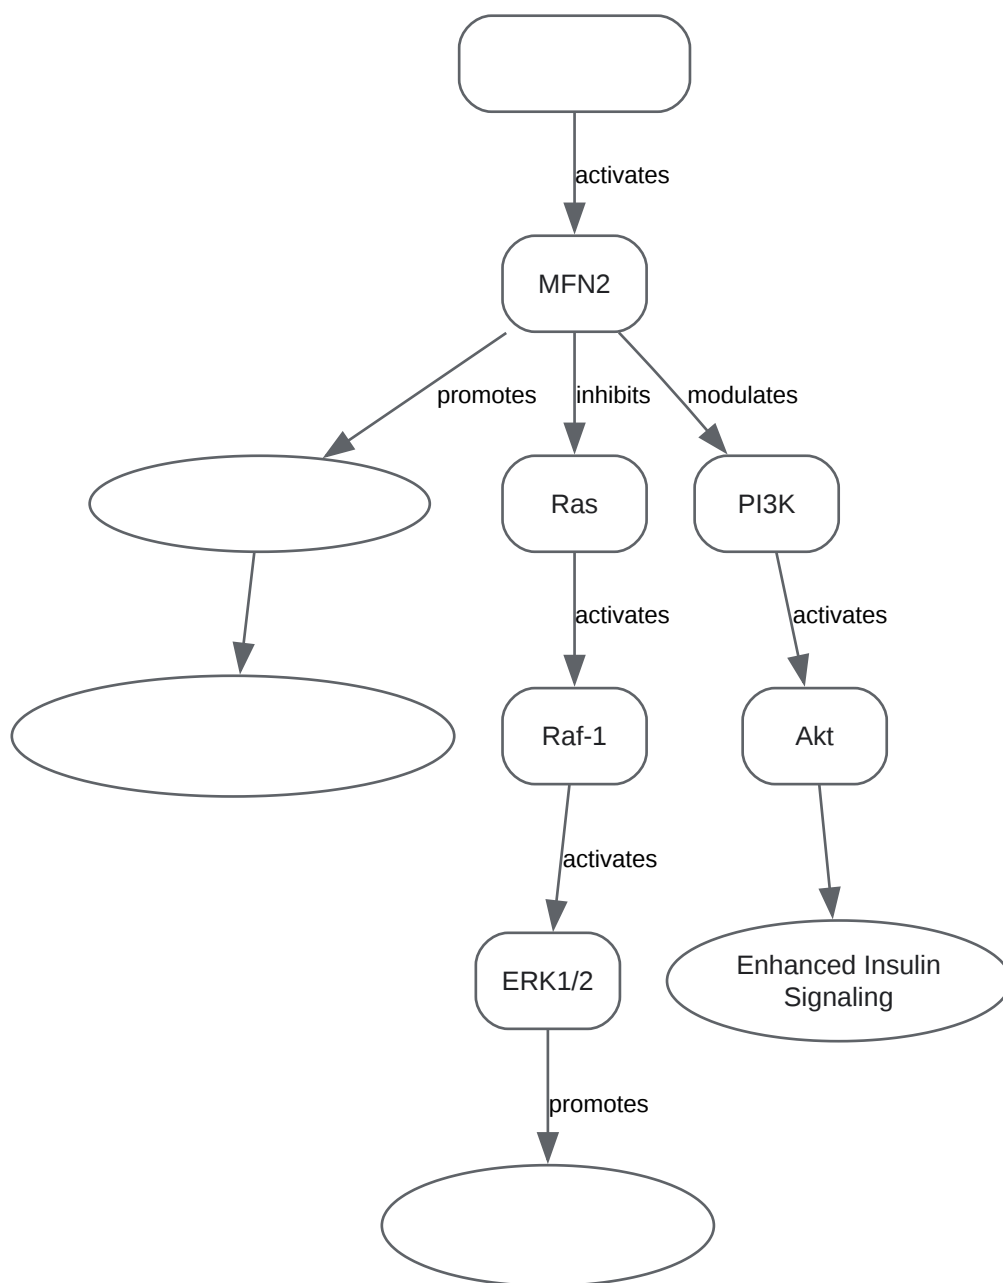 activates
MFN2
promotes
inhibits
modulates
Ras
PI3K
activates
activates
Raf-1
Akt
activates
ERK1/2
Enhanced Insulin
Signaling
promotes